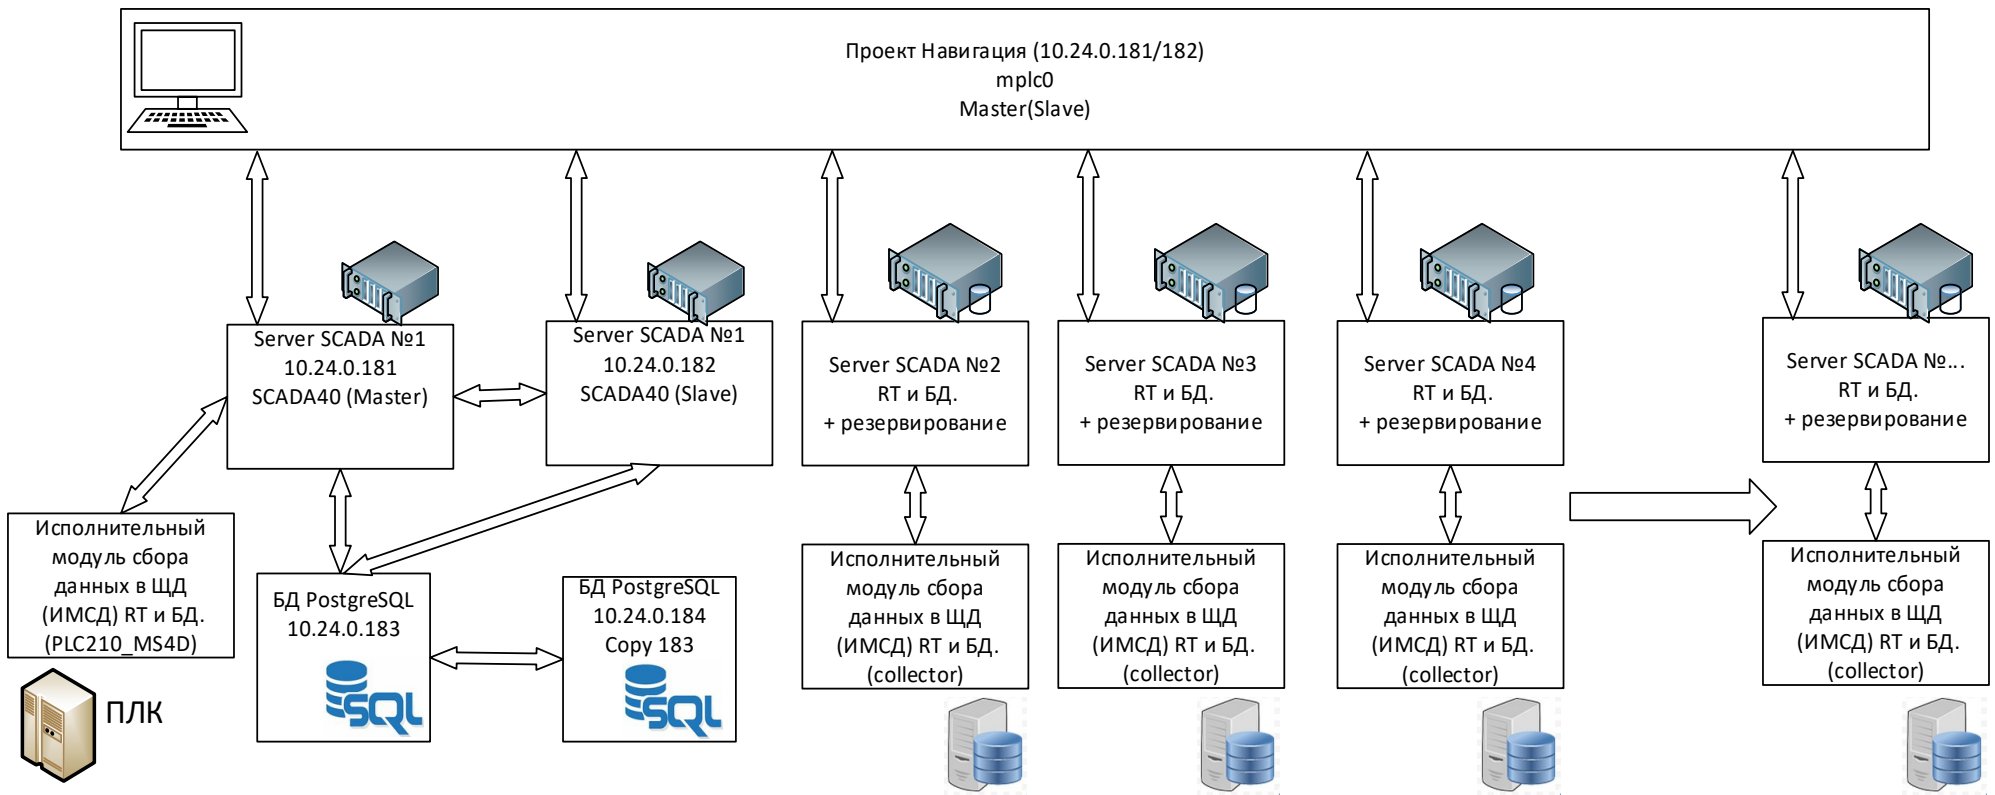 Проект Навигация (10.24.0.181/182)
mplc0
Master(Slave)
Server SCADA №1
10.24.0.181
SCADA40 (Master)
Server SCADA №1
10.24.0.182
SCADA40 (Slave)
Server SCADA №2
RT и БД.
+ резервирование
Server SCADA №3
RT и БД.
+ резервирование
Server SCADA №4
RT и БД.
+ резервирование
Server SCADA №...
RT и БД.
+ резервирование
Исполнительный
модуль сбора
данных в ЩД
(ИМСД) RT и БД.
(PLC210_MS4D)
ПЛК
БД PostgreSQL
10.24.0.183
SQL
БД PostgreSQL
10.24.0.184
Copy 183
SQL
Исполнительный
модуль сбора
данных в ЩД
(ИМСД) RT и БД.
(collector)
Исполнительный
модуль сбора
данных в ЩД
(ИМСД) RT и БД.
(collector)
Исполнительный
модуль сбора
данных в ЩД
(ИМСД) RT и БД.
(collector)
Исполнительный
модуль сбора
данных в ЩД
(ИМСД) RT и БД.
(collector)